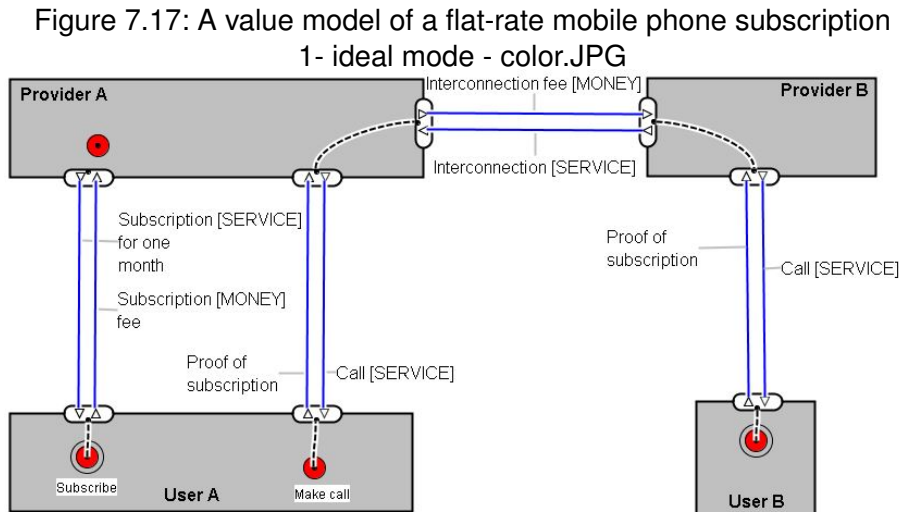 Figure 7.17: A value model of a flat-rate mobile phone subscription
1- ideal mode - color.JPG
Provider A
Interconnection fee [MONEY]
Provider B
Interconnection [SERVICE]
Subscription [SERVICE]
for one
month
Subscription [MONEY]
fee
Proof of
subscription
Call [SERVICE]
Proof of
subscription
Call [SERVICE]
Subscribe
User A
Make call
User B